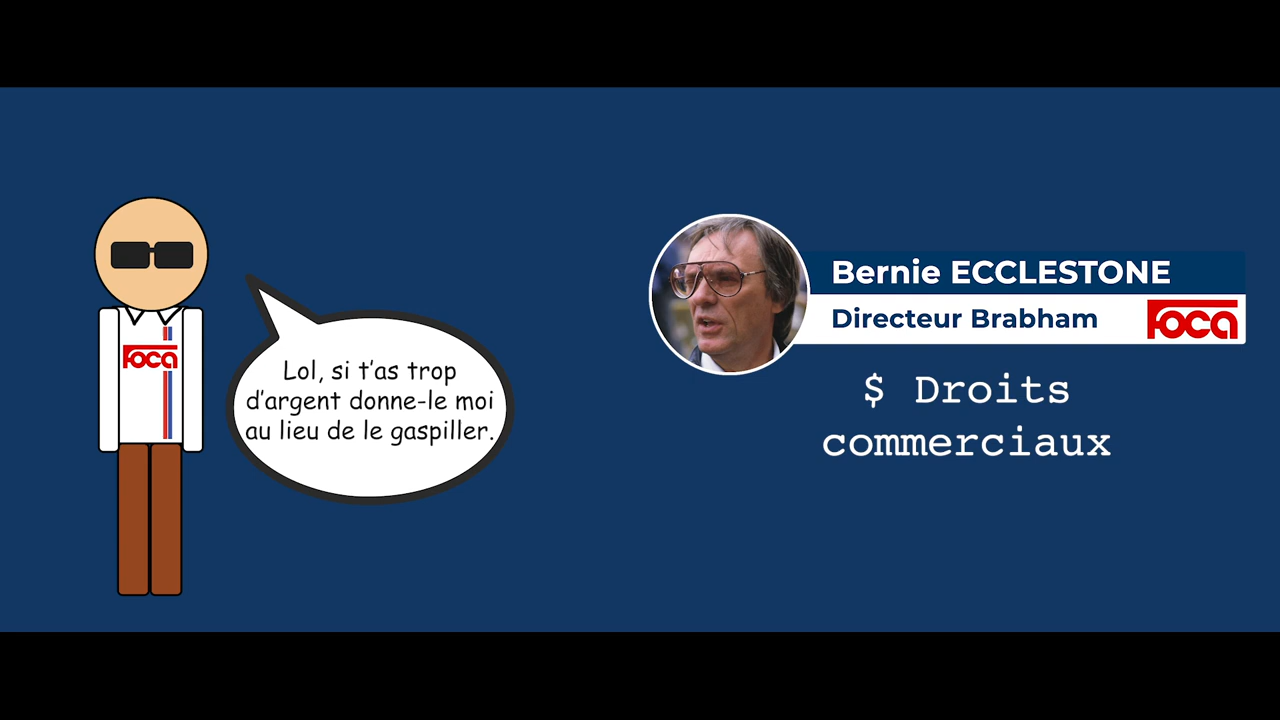 Foca
Lol, si t'as trop
d'argent donne-le moi
au lieu de le gaspiller.
Bernie ECCLESTONE
Directeur Brabham
Foca
$ Droits
commerciaux